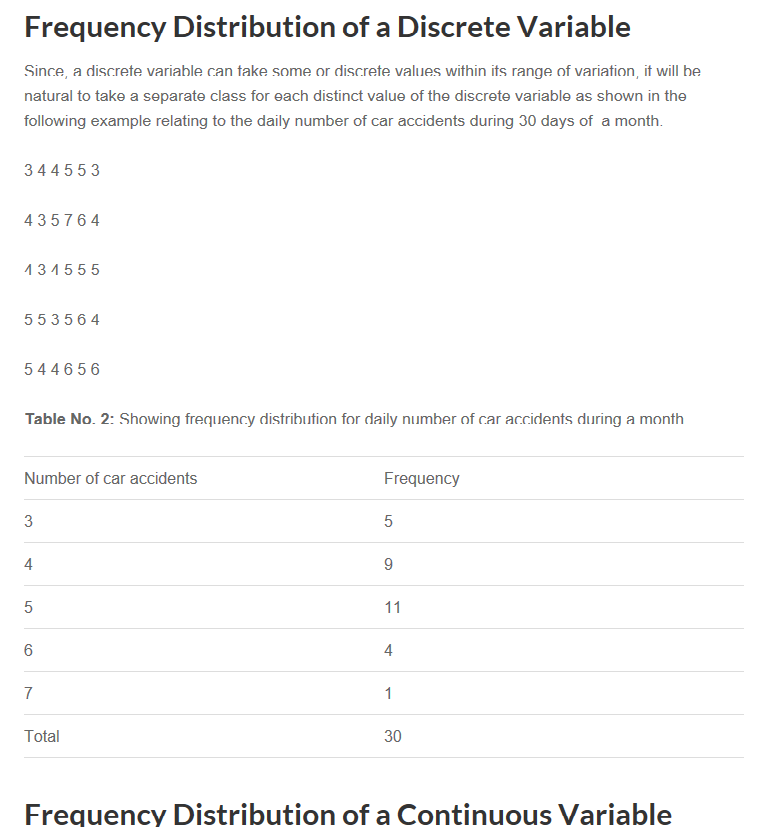 Frequency Distribution of a Discrete Variable
Since, a discrete variable can take some or discrete values within its range of variation, it will be
natural to take a separate class for each distinct value of the discrete variable as shown in the
following example relating to the daily number of car accidents during 30 days of a month.
3 4 4 5 5 3
4 3 5 7 6 4
4 3 4 5 5 5
5 5 3 5 6 4
5 4 4 6 5 6
Table No. 2: Showing frequency distribution for daily number of car accidents during a month
Number of car accidents Frequency
3 5
4 9
5 11
6 4
7 1
Total 30
Frequency Distribution of a Continuous Variable